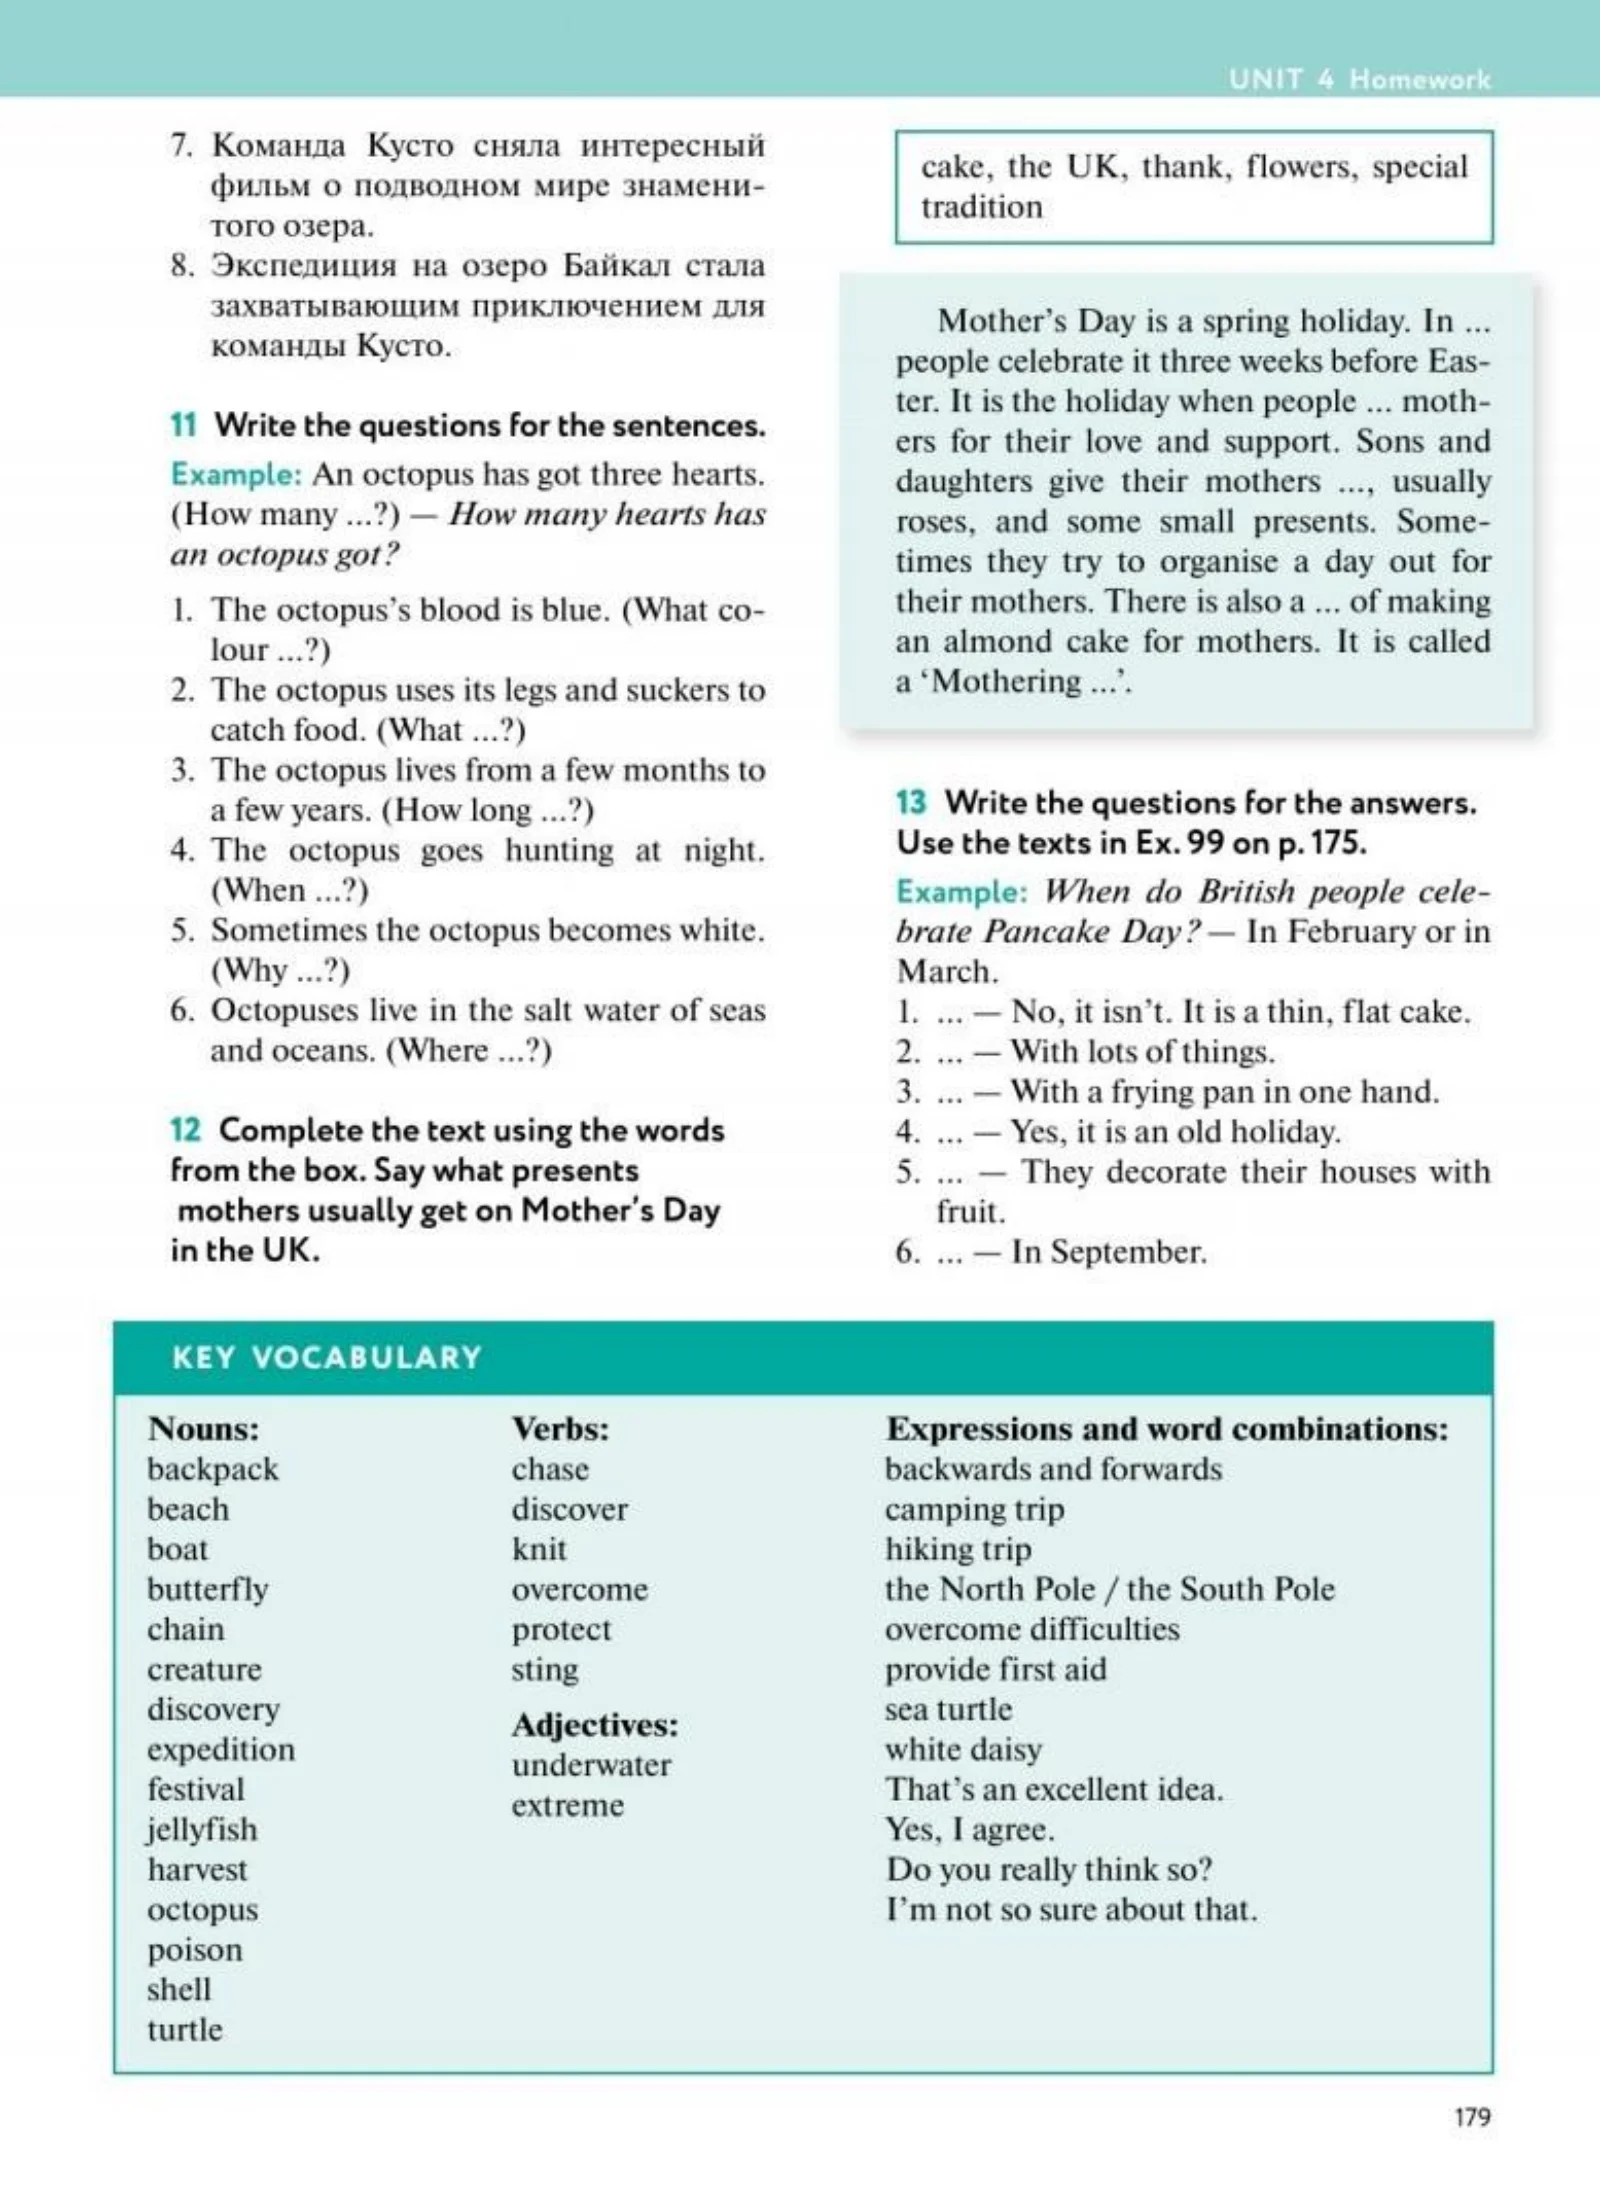 UNIT 4 Homework
7. Команда Кусто сняла интересный
фильм о подводном мире знамени-
того озера.
8. Экспедиция на озеро Байкал стала
захватывающим приключением для
команды Кусто.
11 Write the questions for the sentences.
Example: An octopus has got three hearts.
(How many ...?) — How many hearts has
an octopus got?
1. The octopus’s blood is blue. (What co-
lour ...?)
2. The octopus uses its legs and suckers to
catch food. (What ...?)
3. The octopus lives from a few months to
a few years. (How long ...?)
4. The octopus goes hunting at night.
(When ...?)
5. Sometimes the octopus becomes white.
(Why ...?)
6. Octopuses live in the salt water of seas
and oceans. (Where ...?)
12 Complete the text using the words
from the box. Say what presents
mothers usually get on Mother’s Day
in the UK.
cake, the UK, thank, flowers, special
tradition
Mother’s Day is a spring holiday. In ...
people celebrate it three weeks before Eas-
ter. It is the holiday when people ... moth-
ers for their love and support. Sons and
daughters give their mothers ..., usually
roses, and some small presents. Some-
times they try to organise a day out for
their mothers. There is also a ... of making
an almond cake for mothers. It is called
a ‘Mothering ...’.
13 Write the questions for the answers.
Use the texts in Ex. 99 on p. 175.
Example: When do British people cele-
brate Pancake Day? — In February or in
March.
1. ... — No, it isn’t. It is a thin, flat cake.
2. ... — With lots of things.
3. ... — With a frying pan in one hand.
4. ... — Yes, it is an old holiday.
5. ... — They decorate their houses with
fruit.
6. ... — In September.
KEY VOCABULARY
Nouns:
backpack
beach
boat
butterfly
chain
creature
discovery
expedition
festival
jellyfish
harvest
octopus
poison
shell
turtle
Verbs:
chase
discover
knit
overcome
protect
sting
Adjectives:
underwater
extreme
Expressions and word combinations:
backwards and forwards
camping trip
hiking trip
the North Pole / the South Pole
overcome difficulties
provide first aid
sea turtle
white daisy
That’s an excellent idea.
Yes, I agree.
Do you really think so?
I’m not so sure about that.
179